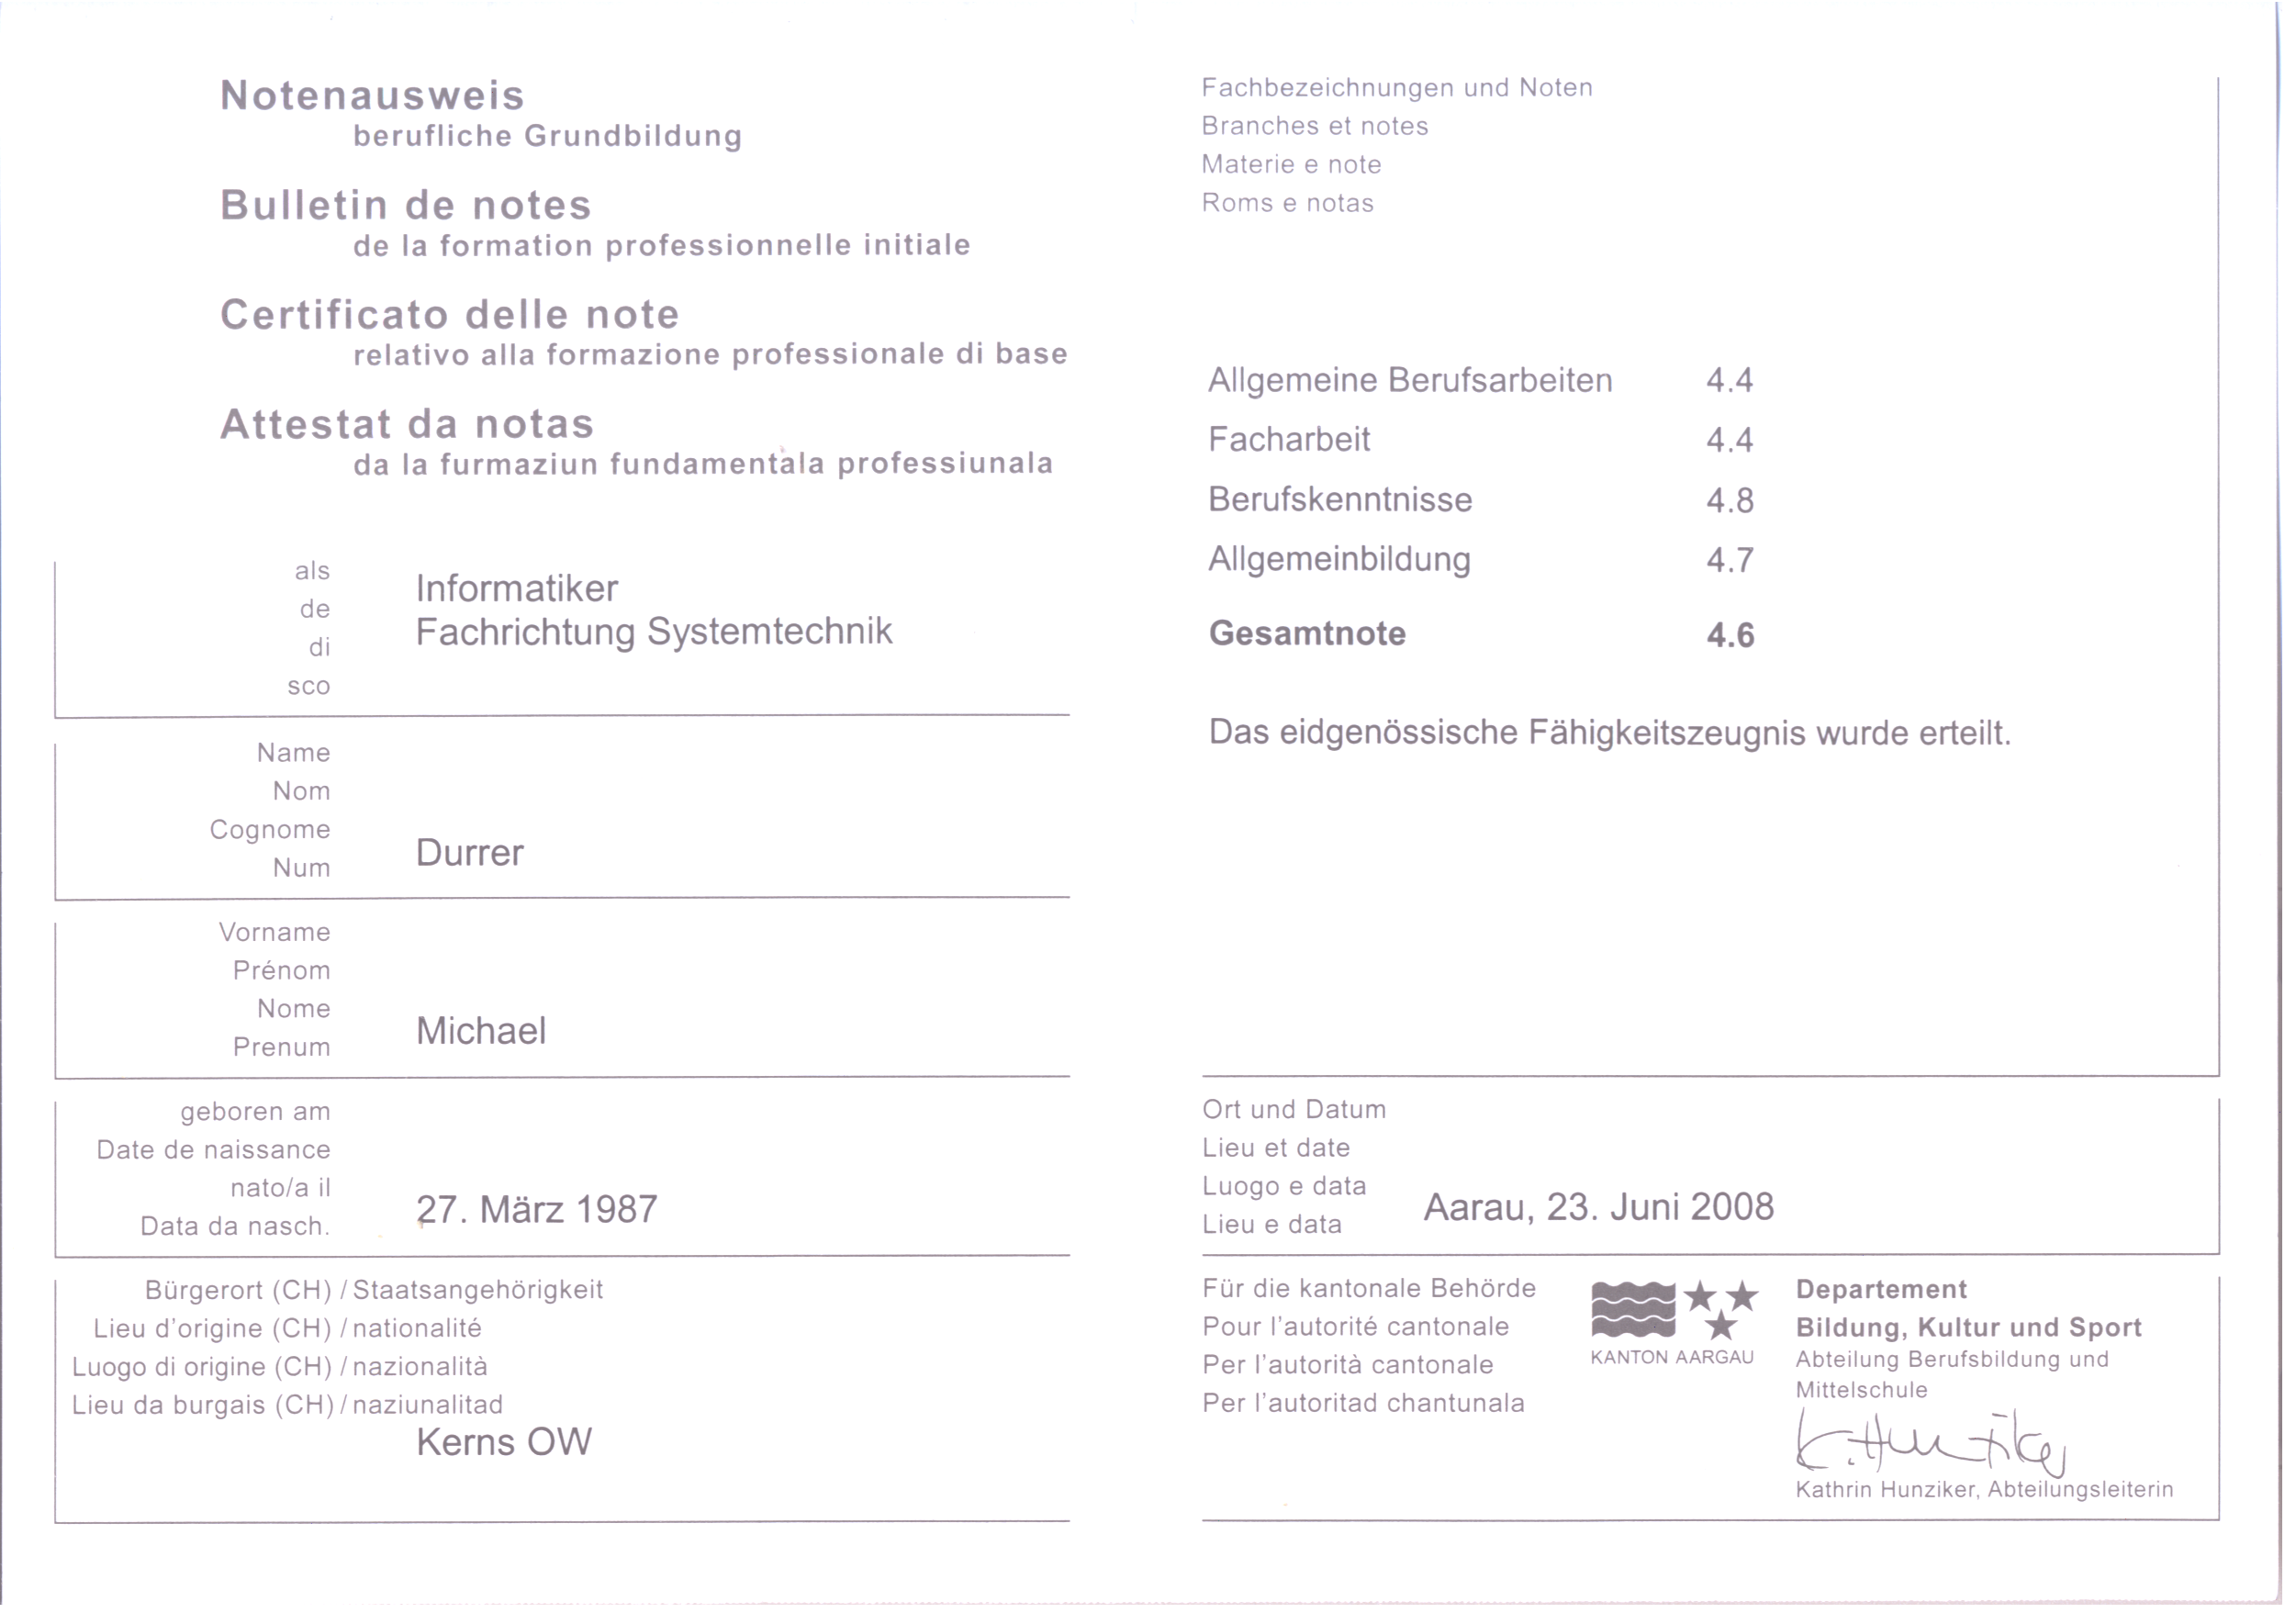 Notenausweis
berufliche Grundbildung
Bulletin de notes
de la formation professionnelle initiale
Certificato delle note
relativo alla formazione professionale di base
Attestat da notas
da la furmaziun fundamentala professiunala
als
de
di
sco
Informatiker
Fachrichtung Systemtechnik
Name
Nom
Cognome
Num
Durrer
Vorname
Prénom
Nome
Prenum
Michael
geboren am
Date de naissance
nato/a il
Data da nasch.
27. März 1987
Bürgerort (CH) / Staatsangehörigkeit
Lieu d'origine (CH) / nationalité
Luogo di origine (CH) / nazionalità
Lieu da burgais (CH) / naziunalitad
Kerns OW
Fachbezeichnungen und Noten
Branches et notes
Materie e note
Roms e notas
Allgemeine Berufsarbeiten 4.4
Facharbeit 4.4
Berufskenntnisse 4.8
Allgemeinbildung 4.7
Gesamtnote 4.6
Das eidgenössische Fähigkeitszeugnis wurde erteilt.
Ort und Datum
Lieu et date
Luogo e data
Lieu e data
Aarau, 23. Juni 2008
Für die kantonale Behörde
Pour l'autorité cantonale
Per l'autorità cantonale
Per l'autoritad chantunala
KANTON AARGAU
Departement
Bildung, Kultur und Sport
Abteilung Berufsbildung und
Mittelschule
K. Hunziker
Kathrin Hunziker, Abteilungsleiterin